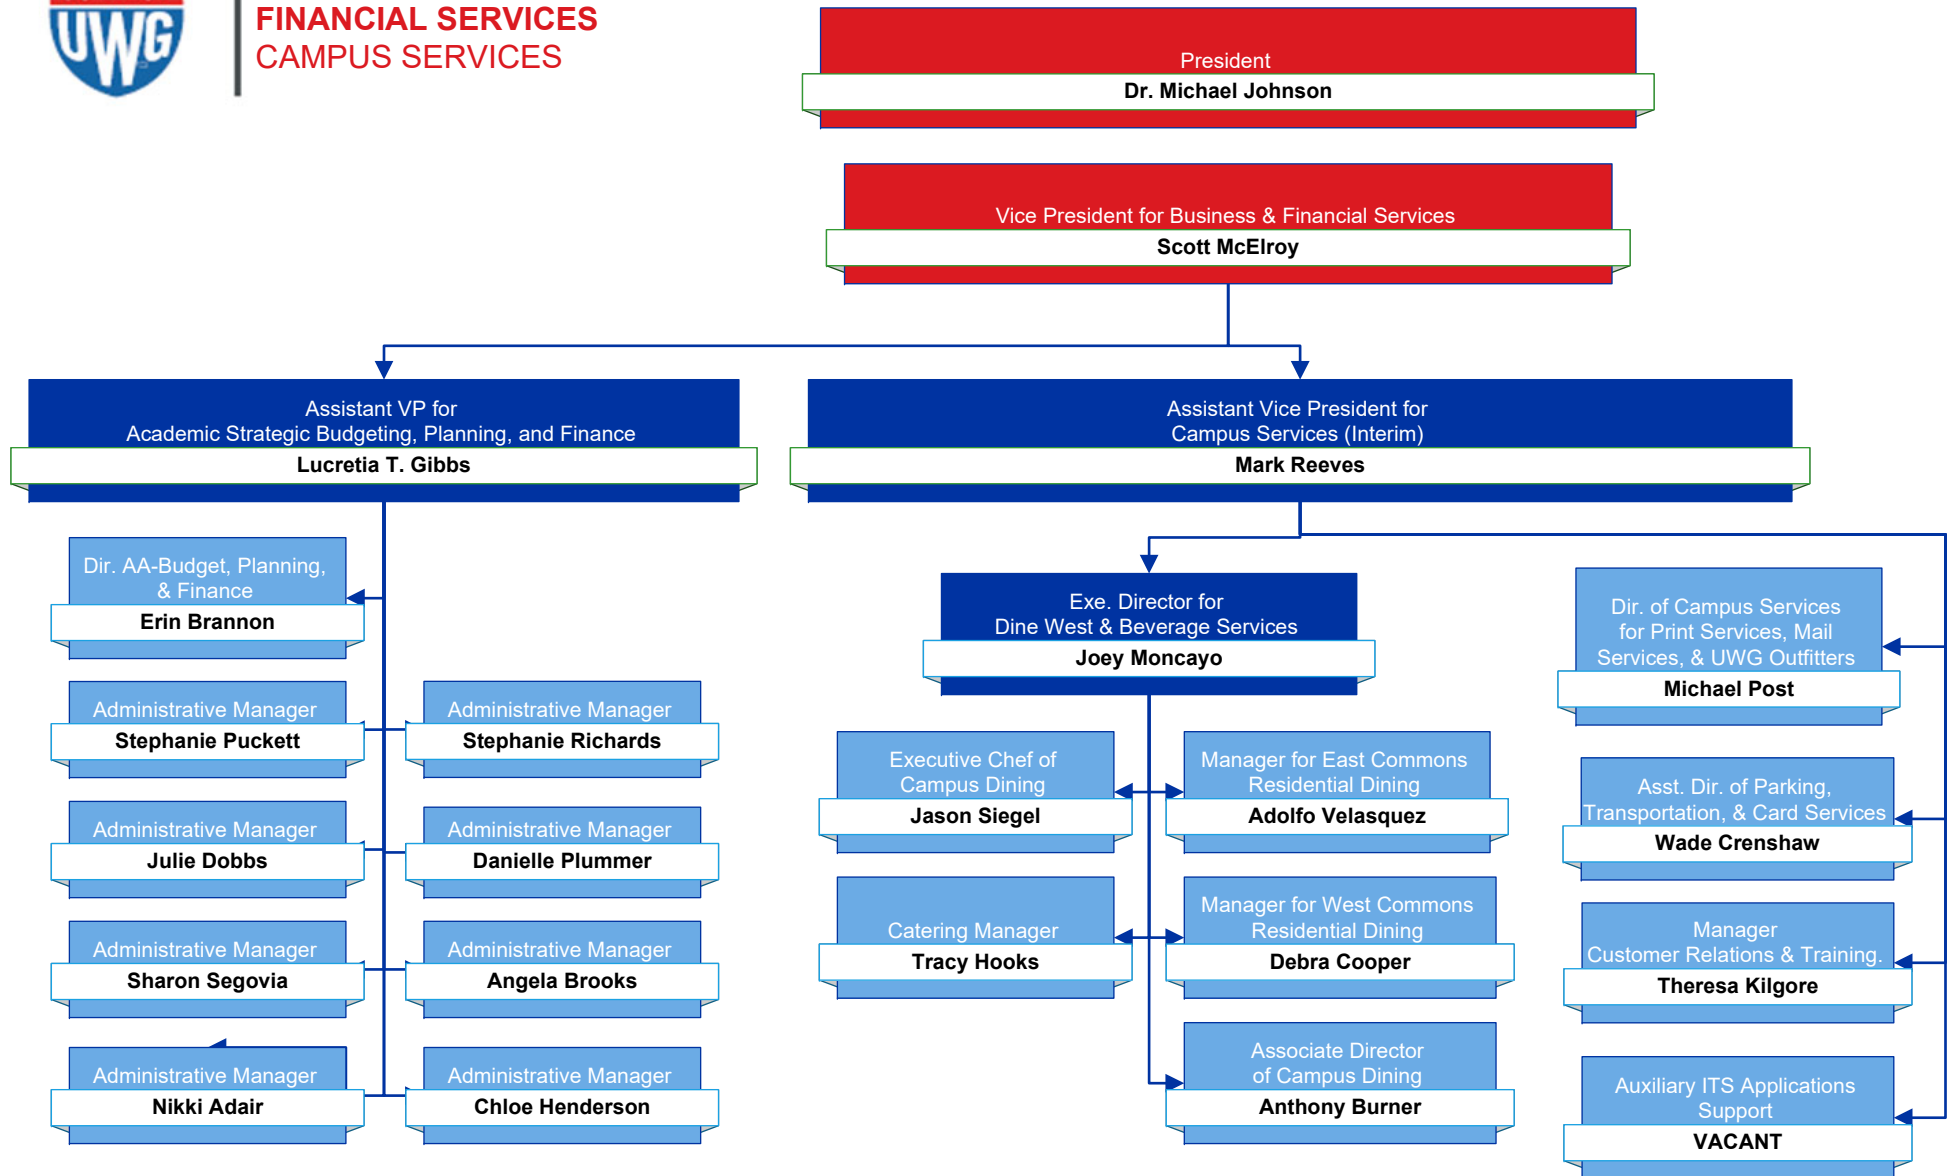 UWG
FINANCIAL SERVICES
CAMPUS SERVICES
President
Dr. Michael Johnson
Vice President for Business & Financial Services
Scott McElroy
Assistant VP for
Academic Strategic Budgeting, Planning, and Finance
Lucretia T. Gibbs
Assistant Vice President for
Campus Services (Interim)
Mark Reeves
Dir. AA-Budget, Planning,
& Finance
Erin Brannon
Administrative Manager
Stephanie Puckett
Administrative Manager
Stephanie Richards
Administrative Manager
Julie Dobbs
Administrative Manager
Danielle Plummer
Administrative Manager
Sharon Segovia
Administrative Manager
Angela Brooks
Administrative Manager
Nikki Adair
Administrative Manager
Chloe Henderson
Exe. Director for
Dine West & Beverage Services
Joey Moncayo
Executive Chef of
Campus Dining
Jason Siegel
Manager for East Commons
Residential Dining
Adolfo Velasquez
Catering Manager
Tracy Hooks
Manager for West Commons
Residential Dining
Debra Cooper
Associate Director
of Campus Dining
Anthony Burner
Dir. of Campus Services
for Print Services, Mail
Services, & UWG Outfitters
Michael Post
Asst. Dir. of Parking,
Transportation, & Card Services
Wade Crenshaw
Manager
Customer Relations & Training.
Theresa Kilgore
Auxiliary ITS Applications
Support
VACANT